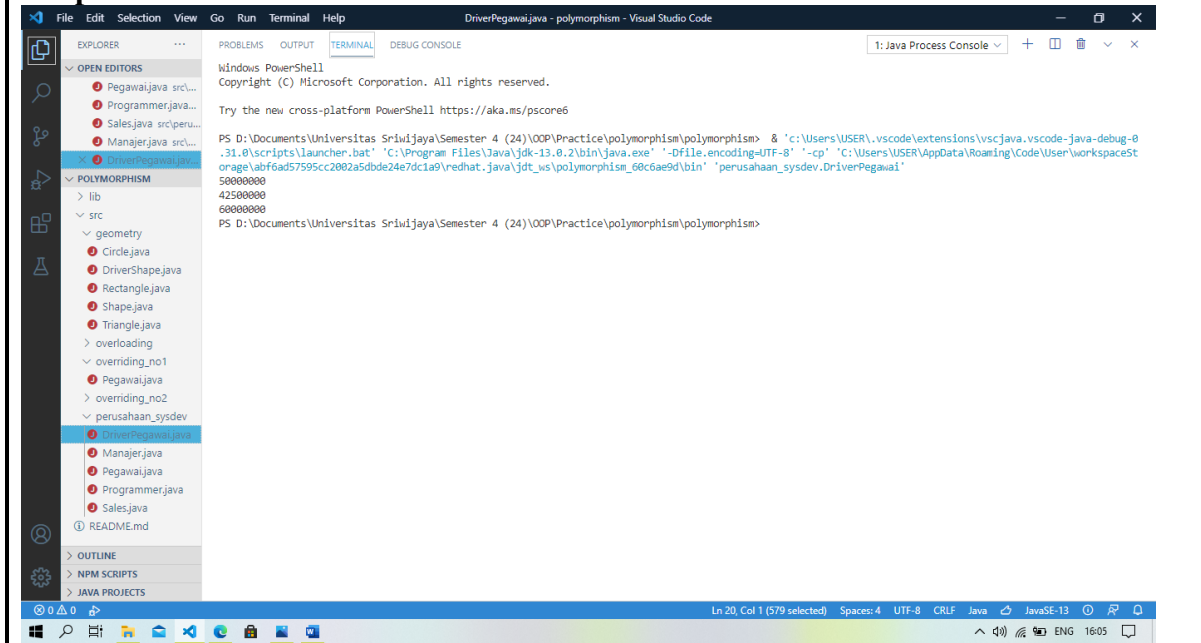 File Edit Selection View Go Run Terminal Help DriverPegawai.java - polymorphism - Visual Studio Code
EXPLORER ...
OPEN EDITORS
Pegawai.java src\...
Programmer.java...
Sales.java src\peru...
Manajer.java src\...
DriverPegawai.jav...
POLYMORPHISM
lib
src
geometry
Circle.java
DriverShape.java
Rectangle.java
Shape.java
Triangle.java
overloading
overriding_no1
Pegawai.java
overriding_no2
perusahaan_sysdev
DriverPegawai.java
Manajer.java
Pegawai.java
Programmer.java
Sales.java
README.md
OUTLINE
NPM SCRIPTS
JAVA PROJECTS
PROBLEMS OUTPUT TERMINAL DEBUG CONSOLE 1: Java Process Console
Windows PowerShell
Copyright (C) Microsoft Corporation. All rights reserved.
Try the new cross-platform PowerShell https://aka.ms/pscore6
PS D:\Documents\Universitas Sriwijaya\Semester 4 (24)\OOP\Practice\polymorphism\polymorphism> & 'c:\Users\USER\.vscode\extensions\vscjava.vscode-java-debug-0
.31.0\scripts\launcher.bat' 'C:\Program Files\Java\jdk-13.0.2\bin\java.exe' '-Dfile.encoding=UTF-8' '-cp' 'C:\Users\USER\AppData\Roaming\Code\User\workspaceSt
orage\abf6ad57595cc2002a5dbde24e7dc1a9\redhat.java\jdt_ws\polymorphism_60c6ae9d\bin' 'perusahaan_sysdev.DriverPegawai'
50000000
42500000
60000000
PS D:\Documents\Universitas Sriwijaya\Semester 4 (24)\OOP\Practice\polymorphism\polymorphism>
0 0 Ln 20, Col 1 (579 selected) Spaces: 4 UTF-8 CRLF Java JavaSE-13
ENG 16:05